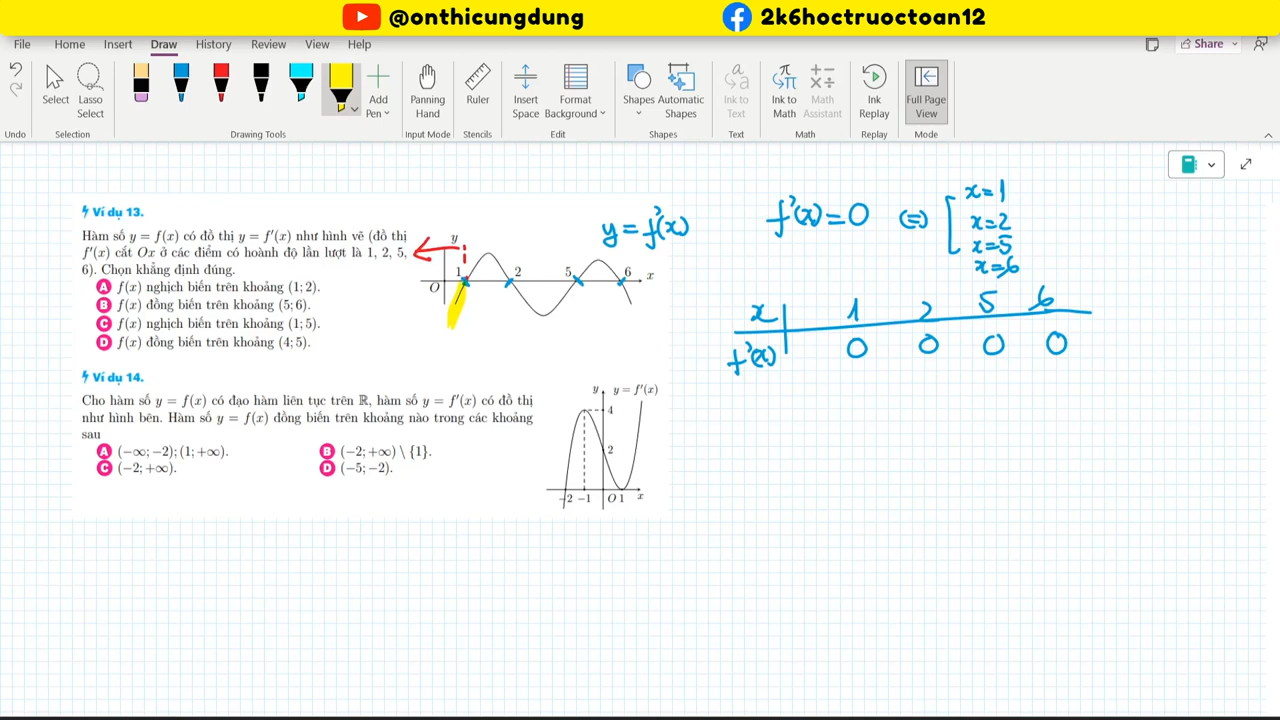 @onthicungdung
2k6hoctructoan12
File Home Insert Draw History Review View Help
Share
Undo
Select
Lasso Select
Add Pen
Panning Hand
Ruler
Insert Space
Format Background
Shapes
Automatic Shapes
Ink to Text
Ink to Math
Math Assistant
Ink Replay
Full Page View
Undo Selection Drawing Tools Input Mode Stencils Edit Shapes Text Math Replay Mode
Ví dụ 13.
Hàm số y = f(x) có đồ thị y = f′(x) như hình vẽ (đồ thị
f′(x) cắt Ox ở các điểm có hoành độ lần lượt là 1, 2, 5,
6). Chọn khẳng định đúng.
A f(x) nghịch biến trên khoảng (1; 2).
B f(x) đồng biến trên khoảng (5; 6).
C f(x) nghịch biến trên khoảng (1; 5).
D f(x) đồng biến trên khoảng (4; 5).
y
1 2 5 6 x
O
y = f'(x)
f'(x) = 0 ⇔ [ x=1
x=2
x=5
x=6
x 1 2 5 6
f'(x) 0 0 0 0
Ví dụ 14.
Cho hàm số y = f(x) có đạo hàm liên tục trên ℝ, hàm số y = f′(x) có đồ thị
như hình bên. Hàm số y = f(x) đồng biến trên khoảng nào trong các khoảng
sau
A (−∞; −2); (1; +∞). B (−2; +∞) \ {1}.
C (−2; +∞). D (−5; −2).
y y = f′(x)
4
2
−2 −1 O 1 x